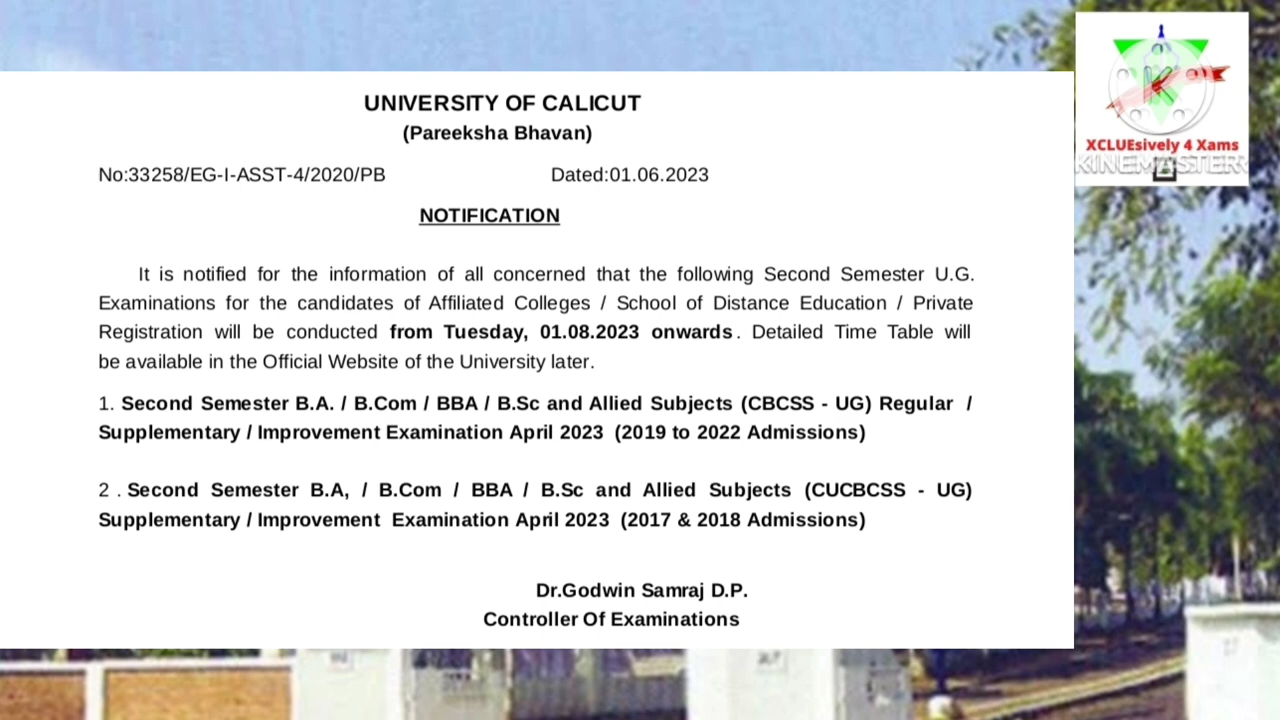 UNIVERSITY OF CALICUT
(Pareeksha Bhavan)
No:33258/EG-I-ASST-4/2020/PB Dated:01.06.2023
NOTIFICATION
It is notified for the information of all concerned that the following Second Semester U.G.
Examinations for the candidates of Affiliated Colleges / School of Distance Education / Private
Registration will be conducted from Tuesday, 01.08.2023 onwards. Detailed Time Table will
be available in the Official Website of the University later.
1. Second Semester B.A. / B.Com / BBA / B.Sc and Allied Subjects (CBCSS - UG) Regular /
Supplementary / Improvement Examination April 2023 (2019 to 2022 Admissions)
2 . Second Semester B.A, / B.Com / BBA / B.Sc and Allied Subjects (CUCBCSS - UG)
Supplementary / Improvement Examination April 2023 (2017 & 2018 Admissions)
Dr.Godwin Samraj D.P.
Controller Of Examinations
K
XCLUEsively 4 Xams
KINEMASTER